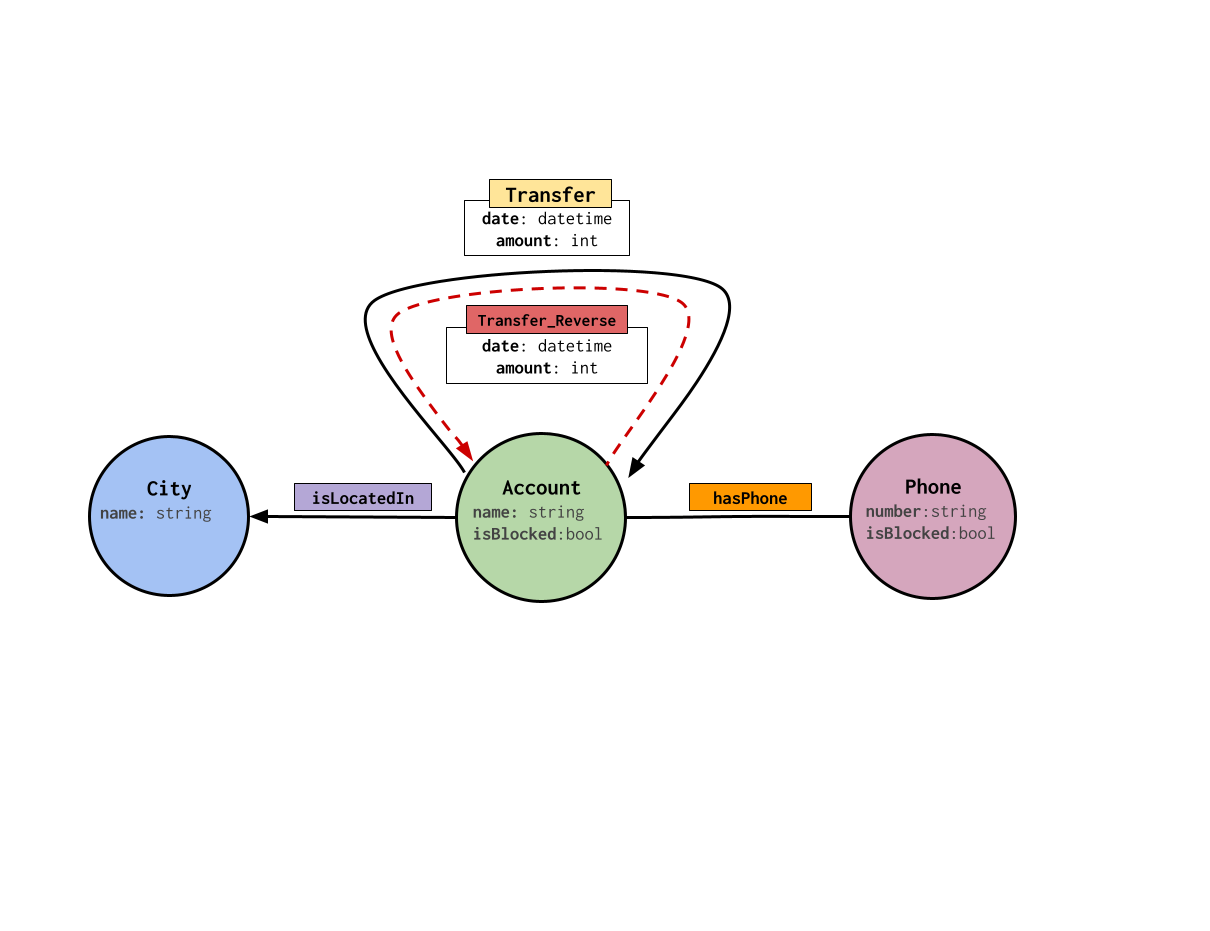 Transfer
date: datetime
amount: int
Transfer_Reverse
date: datetime
amount: int
City
name: string
isLocatedIn
Account
name: string
isBlocked:bool
hasPhone
Phone
number:string
isBlocked:bool